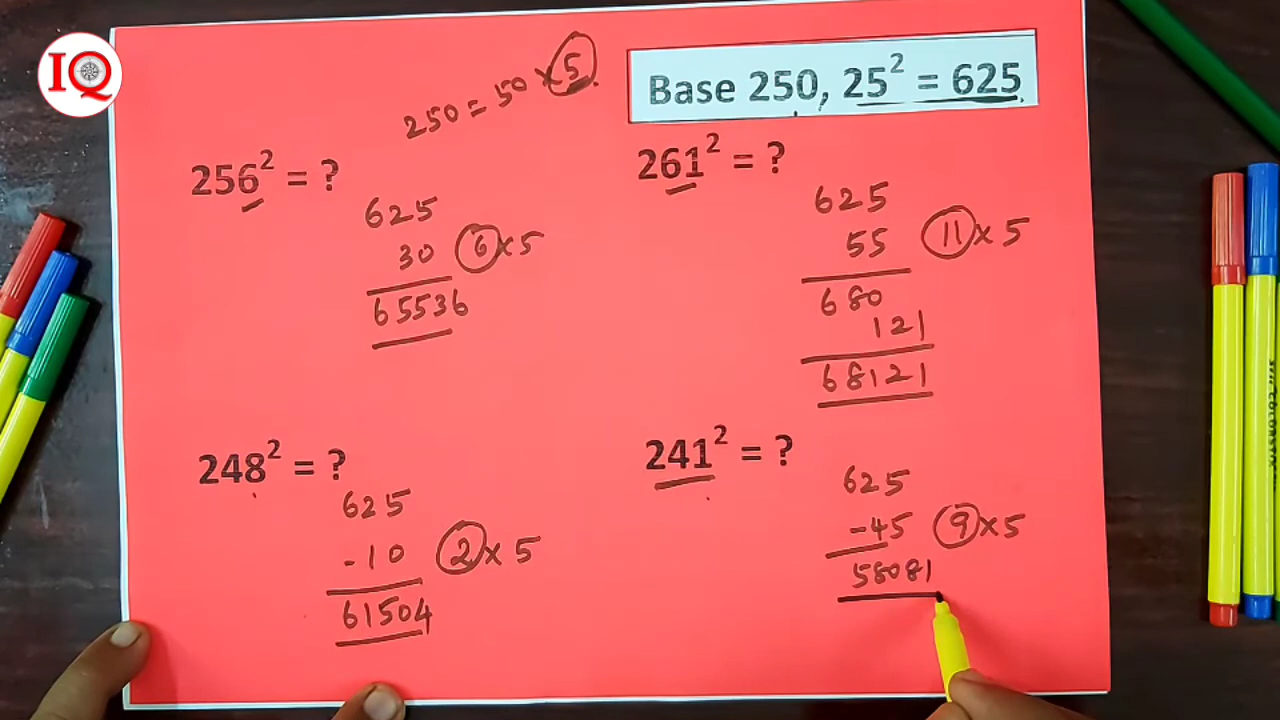 IQ
250 = 50 × 5
Base 250, 25² = 625
256² = ?
625
30 6 × 5
65536
261² = ?
625
55 11 × 5
680
121
68121
248² = ?
625
-10 2 × 5
61504
241² = ?
625
-45 9 × 5
58081